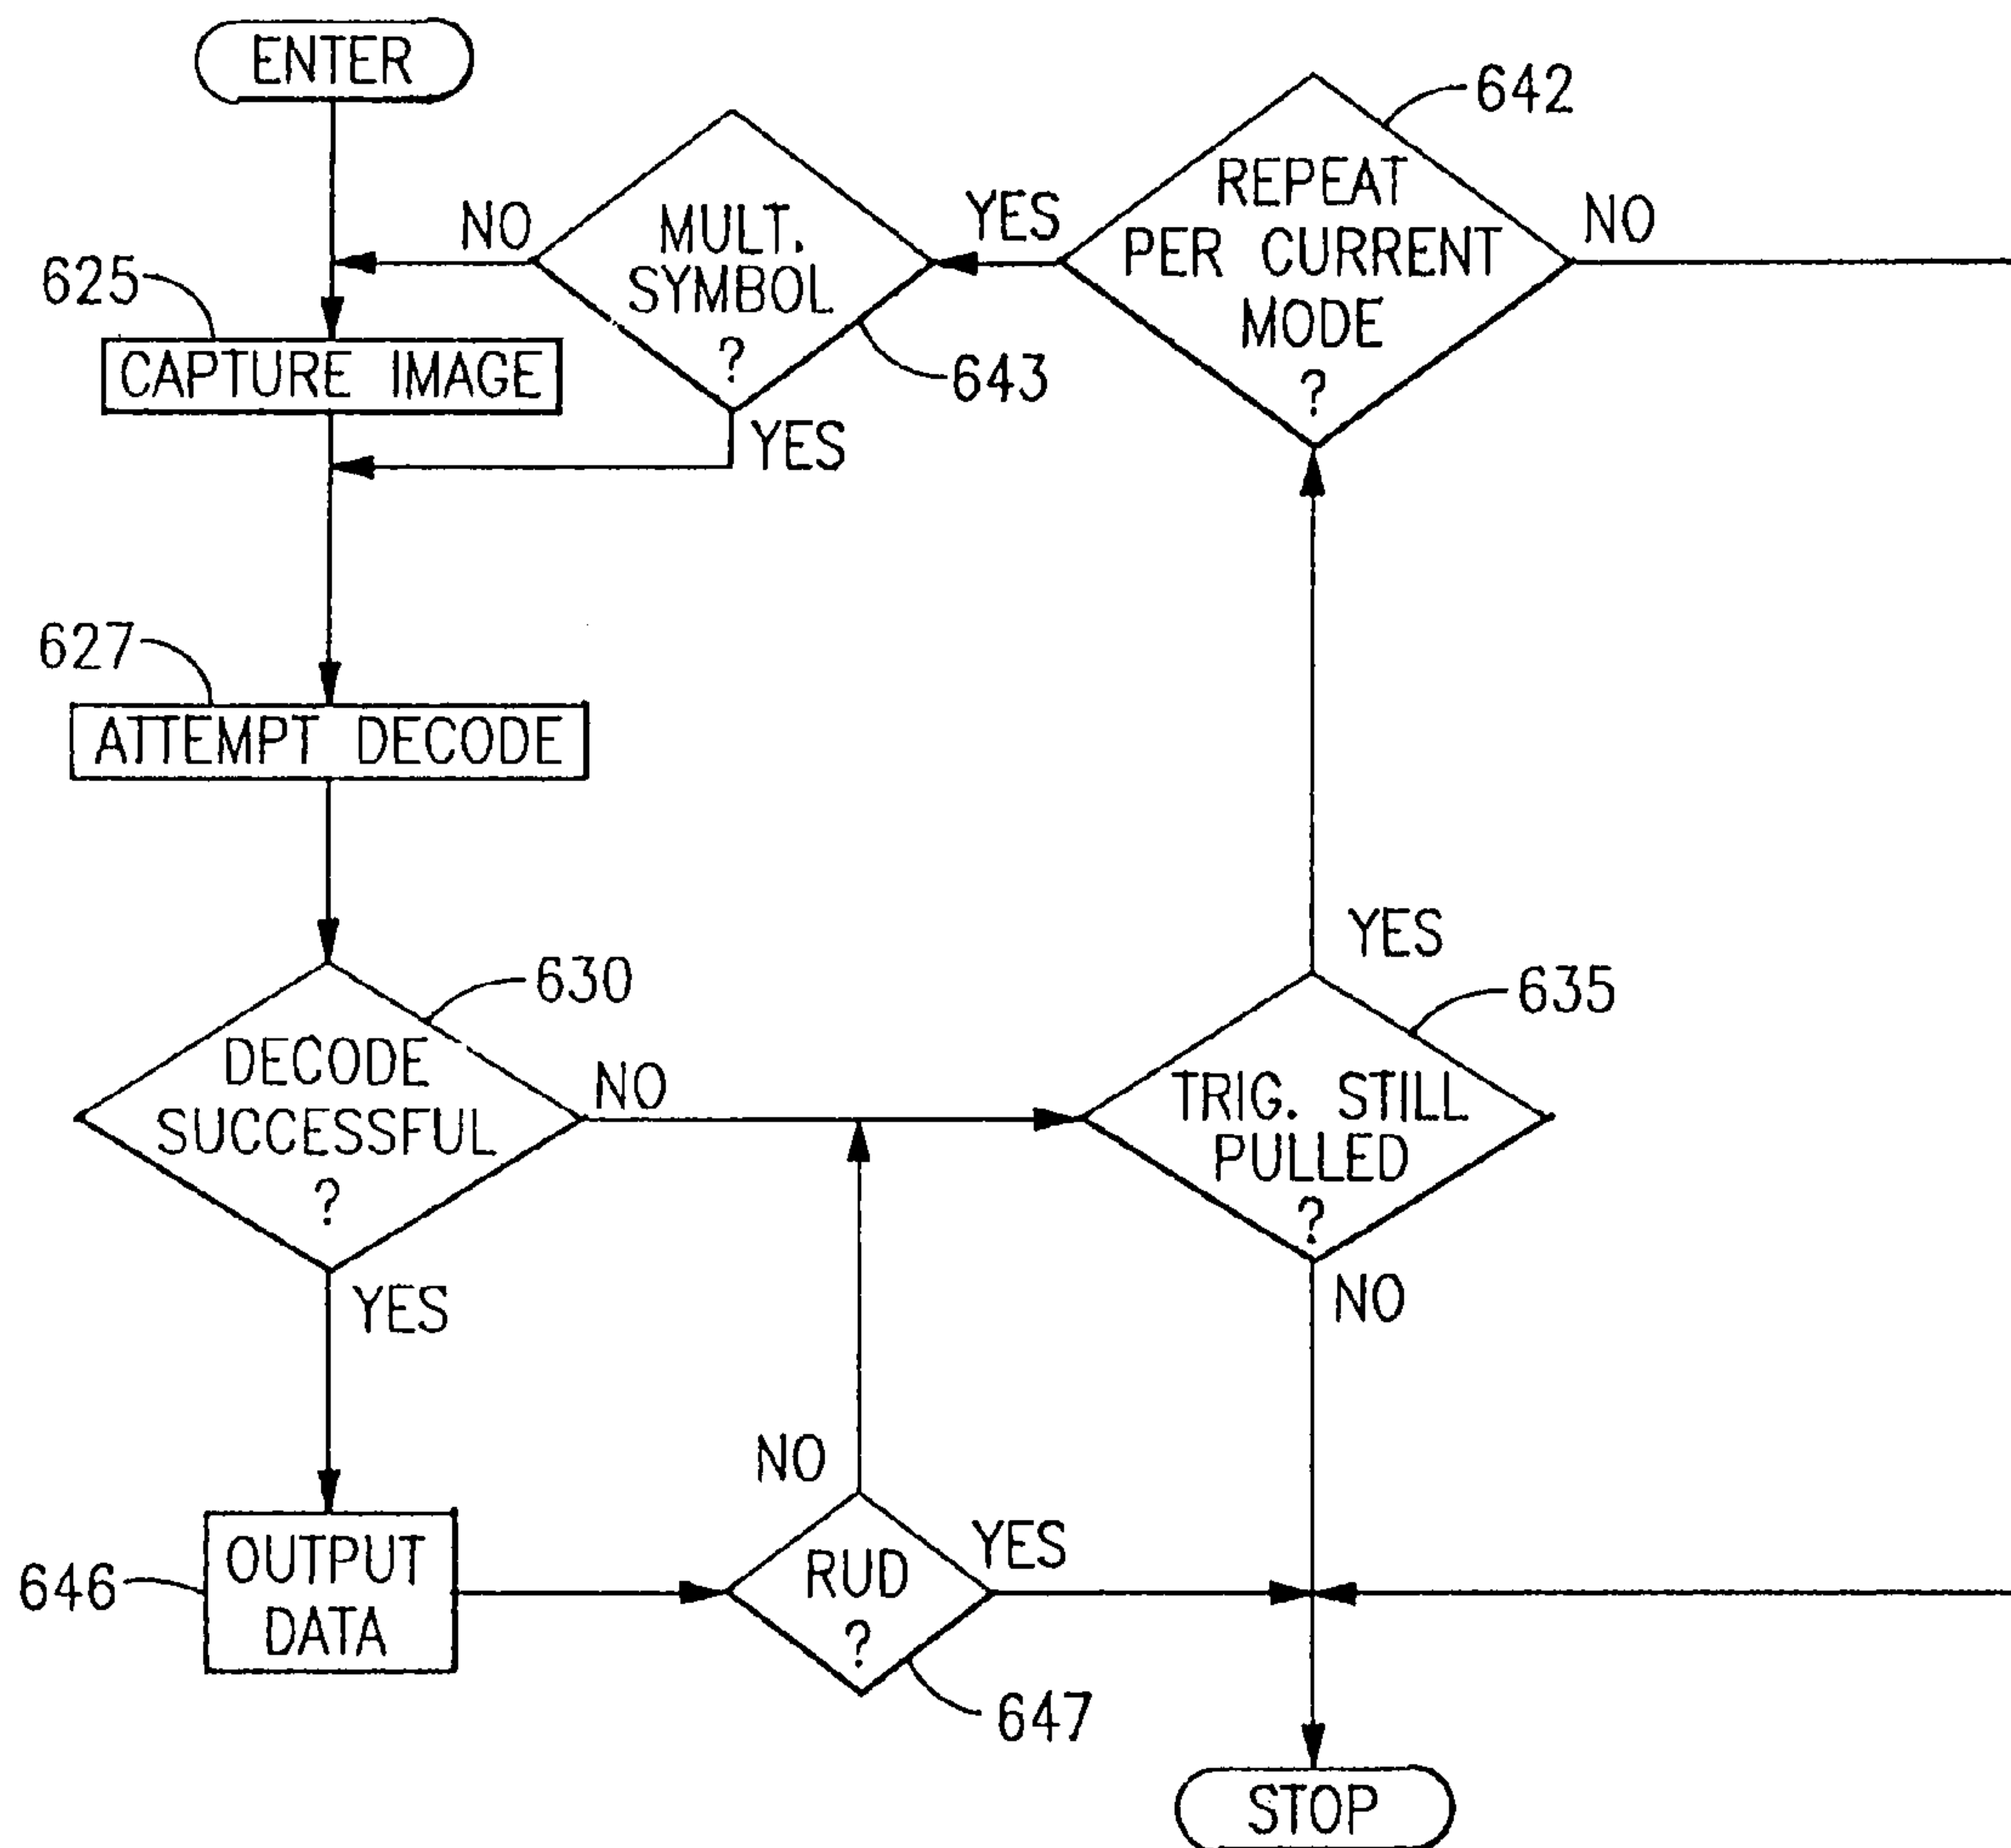 ENTER
642
REPEAT
PER CURRENT
MODE
?
NO
YES
MULT.
SYMBOL
?
NO
643
YES
625
CAPTURE IMAGE
627
ATTEMPT DECODE
630
DECODE
SUCCESSFUL
?
NO
YES
635
YES
TRIG. STILL
PULLED
?
NO
646
OUTPUT
DATA
NO
RUD
?
YES
647
STOP